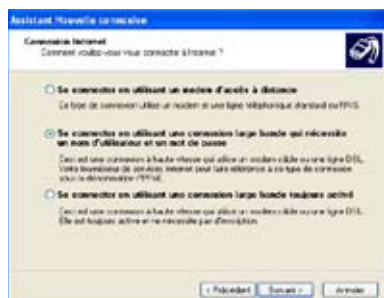 Assistant Nouvelle connexion
Connexion Internet
Comment voulez-vous vous connecter à Internet ?
Se connecter en utilisant un modem d'accès à distance
Ce type de connexion utilise un modem et une ligne téléphonique standard ou RNIS.
Se connecter en utilisant une connexion large bande qui nécessite
un nom d'utilisateur et un mot de passe
Ceci est une connexion à haute vitesse qui utilise un modem câble ou une ligne DSL.
Votre fournisseur de services Internet peut faire référence à ce type de connexion
sous la dénomination PPPoE.
Se connecter en utilisant une connexion large bande toujours activé
Ceci est une connexion à haute vitesse qui utilise un modem câble ou une ligne DSL.
Elle est toujours active et ne nécessite pas d'inscription.
< Précédent
Suivant >
Annuler